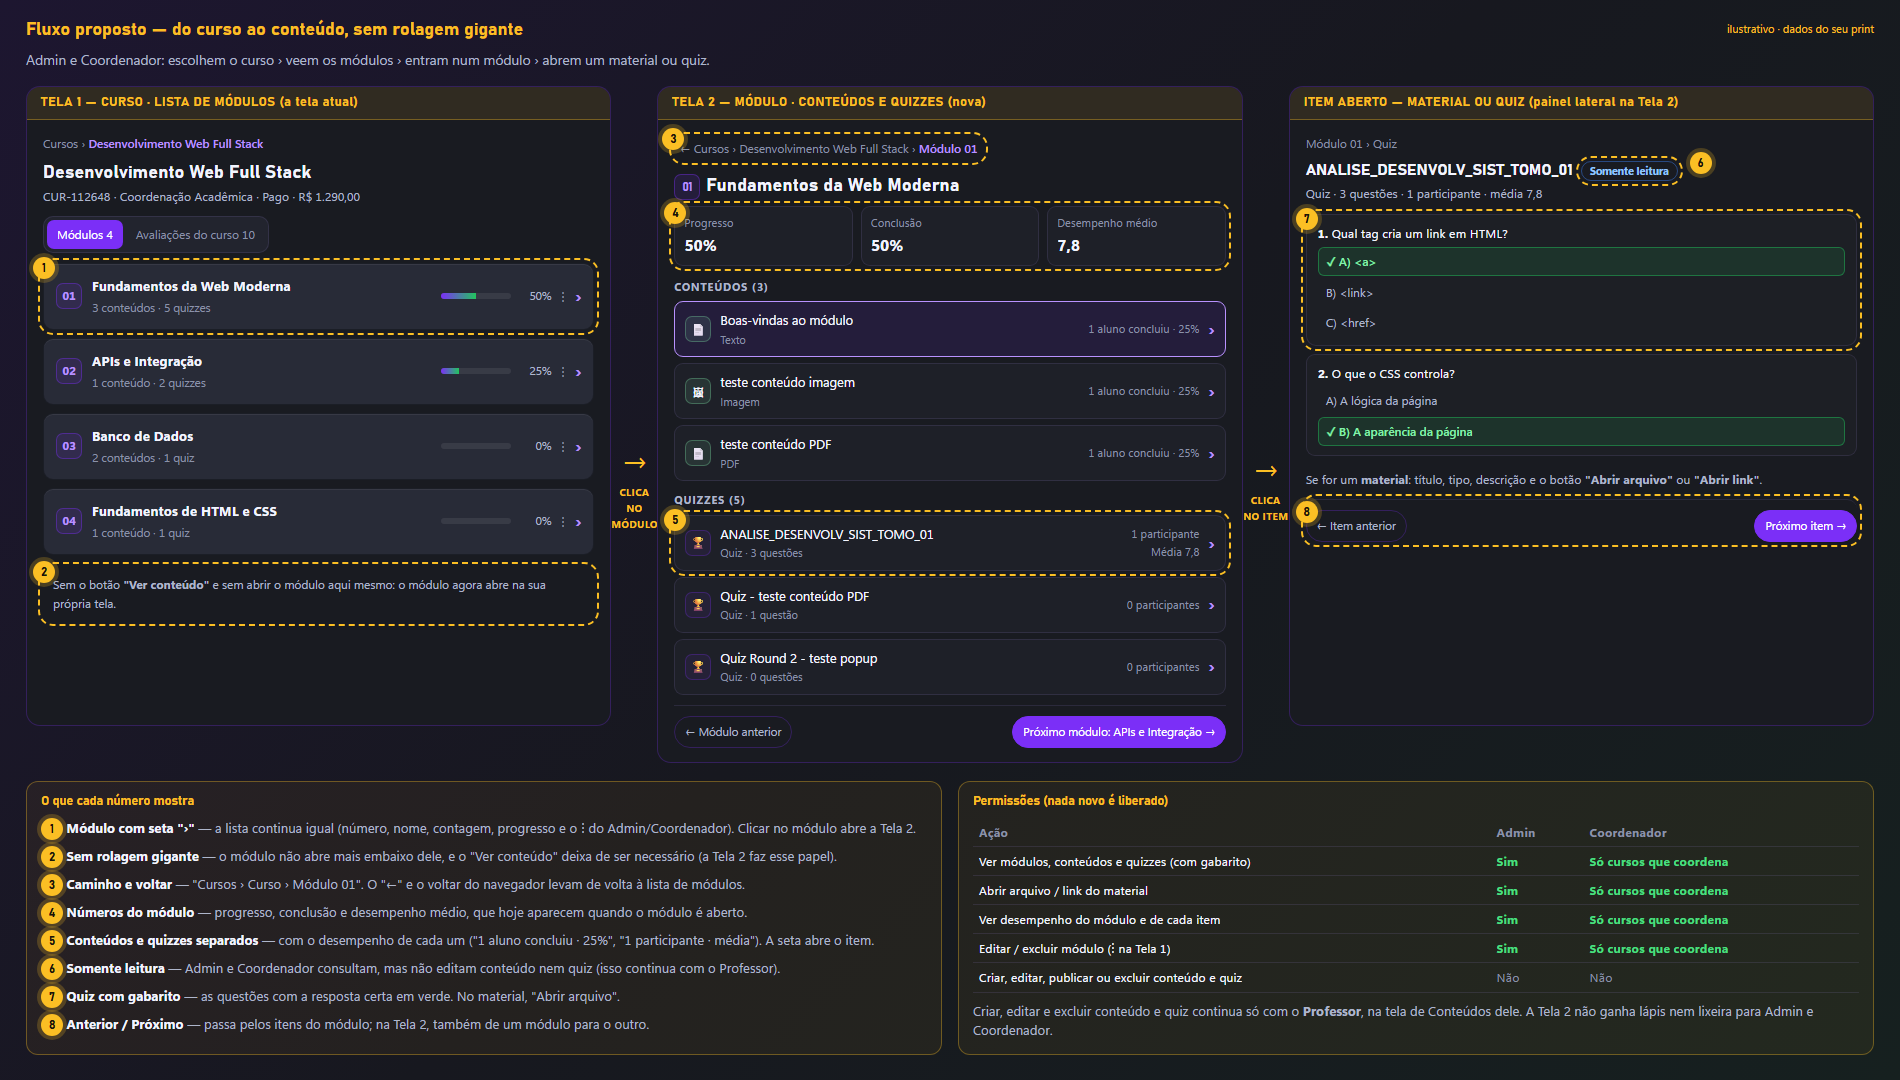 Fluxo proposto — do curso ao conteúdo, sem rolagem gigante
ilustrativo · dados do seu print
Admin e Coordenador: escolhem o curso › veem os módulos › entram num módulo › abrem um material ou quiz.
TELA 1 — CURSO · LISTA DE MÓDULOS (a tela atual)
Cursos › Desenvolvimento Web Full Stack
Desenvolvimento Web Full Stack
CUR-112648 · Coordenação Acadêmica · Pago · R$ 1.290,00
Módulos 4
Avaliações do curso 10
1
01
Fundamentos da Web Moderna
3 conteúdos · 5 quizzes
50% ⋮ ›
02
APIs e Integração
1 conteúdo · 2 quizzes
25% ⋮ ›
03
Banco de Dados
2 conteúdos · 1 quiz
0% ⋮ ›
04
Fundamentos de HTML e CSS
1 conteúdo · 1 quiz
0% ⋮ ›
2
Sem o botão "Ver conteúdo" e sem abrir o módulo aqui mesmo: o módulo agora abre na sua
própria tela.
→
CLICA
NO
MÓDULO
TELA 2 — MÓDULO · CONTEÚDOS E QUIZZES (nova)
3
← Cursos › Desenvolvimento Web Full Stack › Módulo 01
01 Fundamentos da Web Moderna
4
Progresso
50%
Conclusão
50%
Desempenho médio
7,8
CONTEÚDOS (3)
Boas-vindas ao módulo
Texto
1 aluno concluiu · 25% ›
teste conteúdo imagem
Imagem
1 aluno concluiu · 25% ›
teste conteúdo PDF
PDF
1 aluno concluiu · 25% ›
QUIZZES (5)
5
ANALISE_DESENVOLV_SIST_TOMO_01
Quiz · 3 questões
1 participante
Média 7,8 ›
Quiz - teste conteúdo PDF
Quiz · 1 questão
0 participantes ›
Quiz Round 2 - teste popup
Quiz · 0 questões
0 participantes ›
← Módulo anterior
Próximo módulo: APIs e Integração →
→
CLICA
NO ITEM
ITEM ABERTO — MATERIAL OU QUIZ (painel lateral na Tela 2)
Módulo 01 › Quiz
ANALISE_DESENVOLV_SIST_TOMO_01 Somente leitura
6
Quiz · 3 questões · 1 participante · média 7,8
7
1. Qual tag cria um link em HTML?
✓ A) <a>
B) <link>
C) <href>
2. O que o CSS controla?
A) A lógica da página
✓ B) A aparência da página
Se for um material: título, tipo, descrição e o botão "Abrir arquivo" ou "Abrir link".
8
← Item anterior
Próximo item →
O que cada número mostra
1 Módulo com seta "›" — a lista continua igual (número, nome, contagem, progresso e o ⋮ do Admin/Coordenador). Clicar no módulo abre a Tela 2.
2 Sem rolagem gigante — o módulo não abre mais embaixo dele, e o "Ver conteúdo" deixa de ser necessário (a Tela 2 faz esse papel).
3 Caminho e voltar — "Cursos › Curso › Módulo 01". O "←" e o voltar do navegador levam de volta à lista de módulos.
4 Números do módulo — progresso, conclusão e desempenho médio, que hoje aparecem quando o módulo é aberto.
5 Conteúdos e quizzes separados — com o desempenho de cada um ("1 aluno concluiu · 25%", "1 participante · média"). A seta abre o item.
6 Somente leitura — Admin e Coordenador consultam, mas não editam conteúdo nem quiz (isso continua com o Professor).
7 Quiz com gabarito — as questões com a resposta certa em verde. No material, "Abrir arquivo".
8 Anterior / Próximo — passa pelos itens do módulo; na Tela 2, também de um módulo para o outro.
Permissões (nada novo é liberado)
Ação Admin Coordenador
Ver módulos, conteúdos e quizzes (com gabarito) Sim Só cursos que coordena
Abrir arquivo / link do material Sim Só cursos que coordena
Ver desempenho do módulo e de cada item Sim Só cursos que coordena
Editar / excluir módulo (⋮ na Tela 1) Sim Só cursos que coordena
Criar, editar, publicar ou excluir conteúdo e quiz Não Não
Criar, editar e excluir conteúdo e quiz continua só com o Professor, na tela de Conteúdos dele. A Tela 2 não ganha lápis nem lixeira para Admin e
Coordenador.